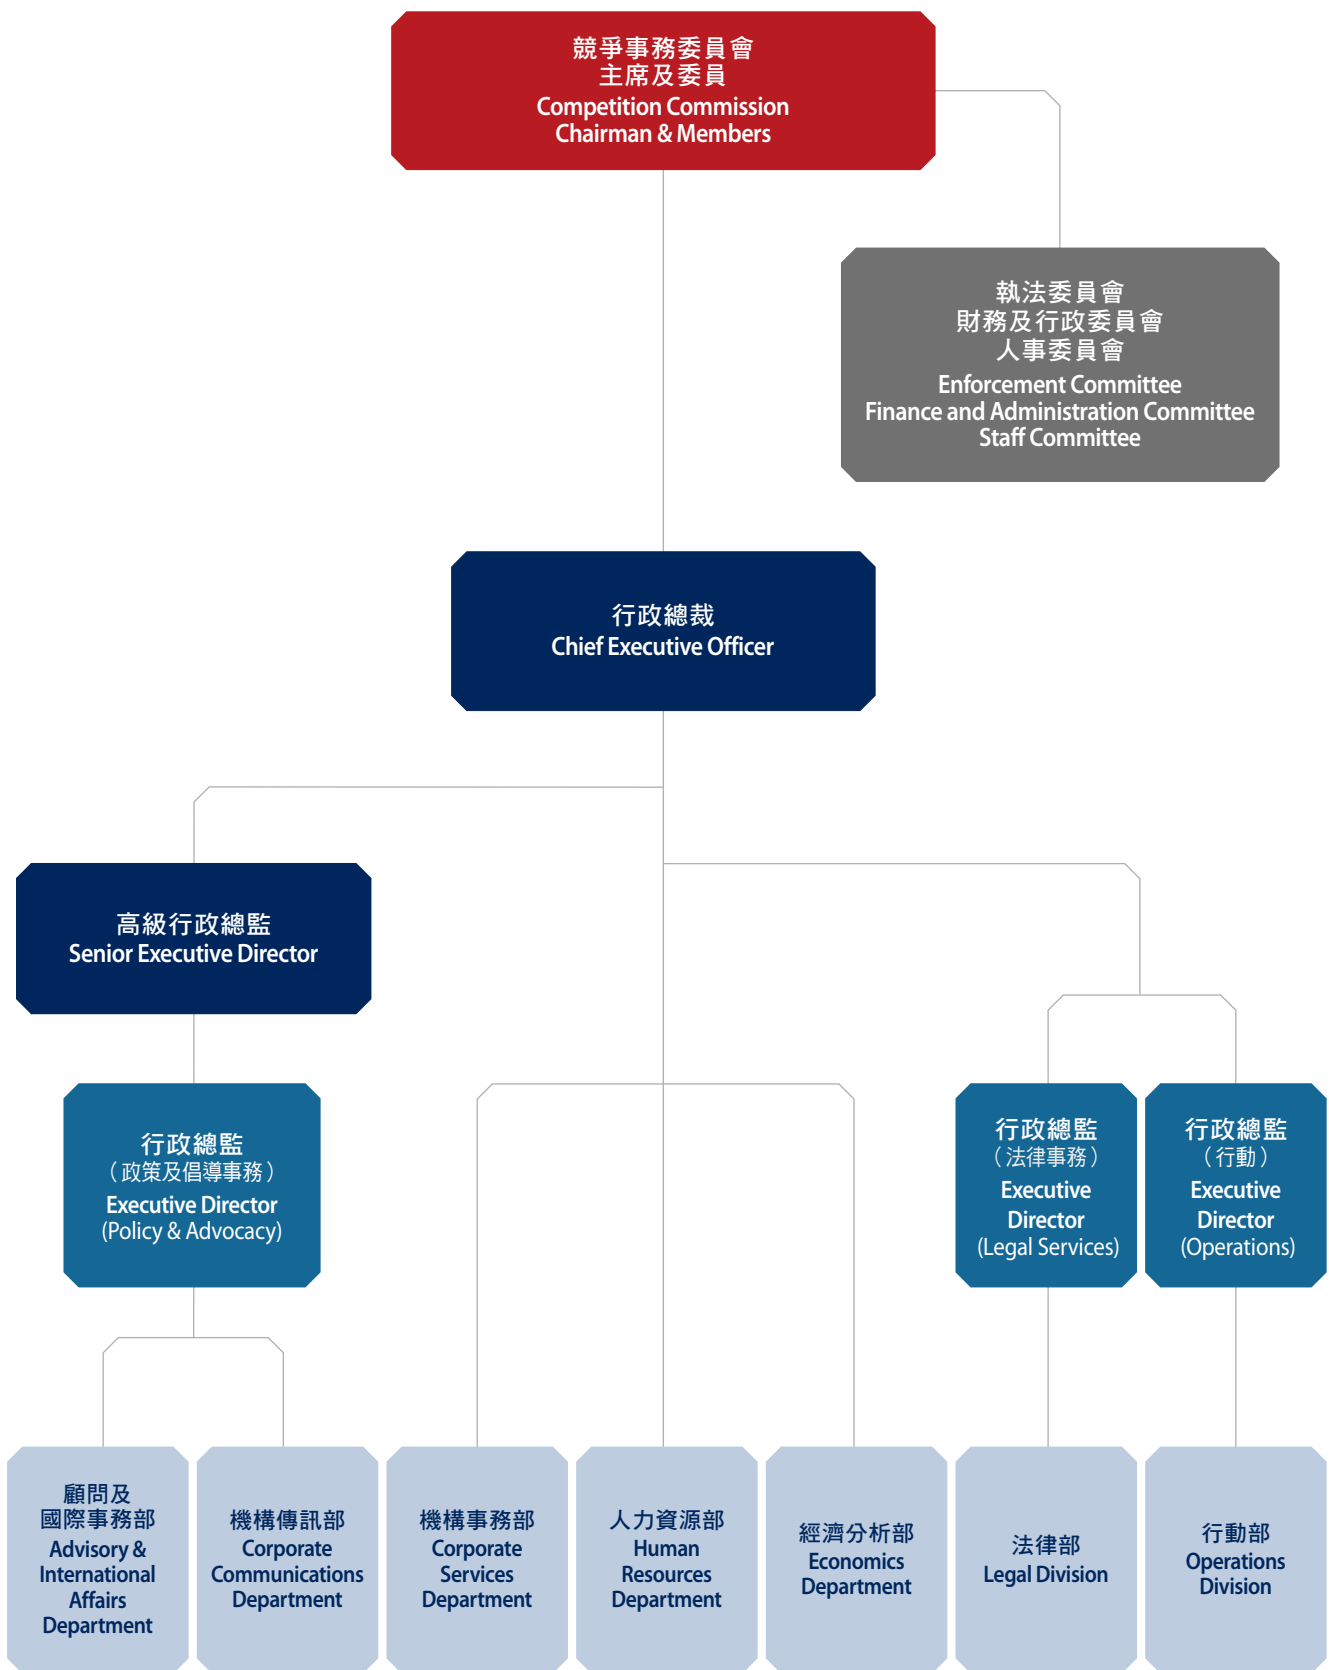 競爭事務委員會
主席及委員
Competition Commission
Chairman & Members
執法委員會
財務及行政委員會
人事委員會
Enforcement Committee
Finance and Administration Committee
Staff Committee
行政總裁
Chief Executive Officer
高級行政總監
Senior Executive Director
行政總監
（政策及倡導事務）
Executive Director
(Policy & Advocacy)
行政總監
（法律事務）
Executive
Director
(Legal Services)
行政總監
（行動）
Executive
Director
(Operations)
顧問及
國際事務部
Advisory &
International
Affairs
Department
機構傳訊部
Corporate
Communications
Department
機構事務部
Corporate
Services
Department
人力資源部
Human
Resources
Department
經濟分析部
Economics
Department
法律部
Legal Division
行動部
Operations
Division